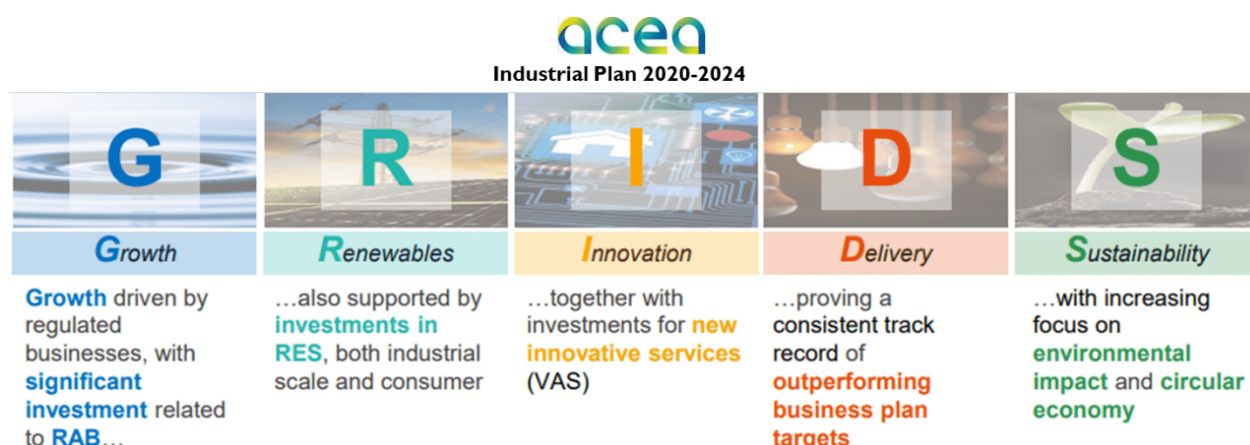 acea
Industrial Plan 2020-2024
G
R
I
D
S
Growth
Renewables
Innovation
Delivery
Sustainability
Growth driven by
regulated
businesses, with
significant
investment related
to RAB…
…also supported by
investments in
RES, both industrial
scale and consumer
…together with
investments for new
innovative services
(VAS)
…proving a
consistent track
record of
outperforming
business plan
targets
…with increasing
focus on
environmental
impact and circular
economy